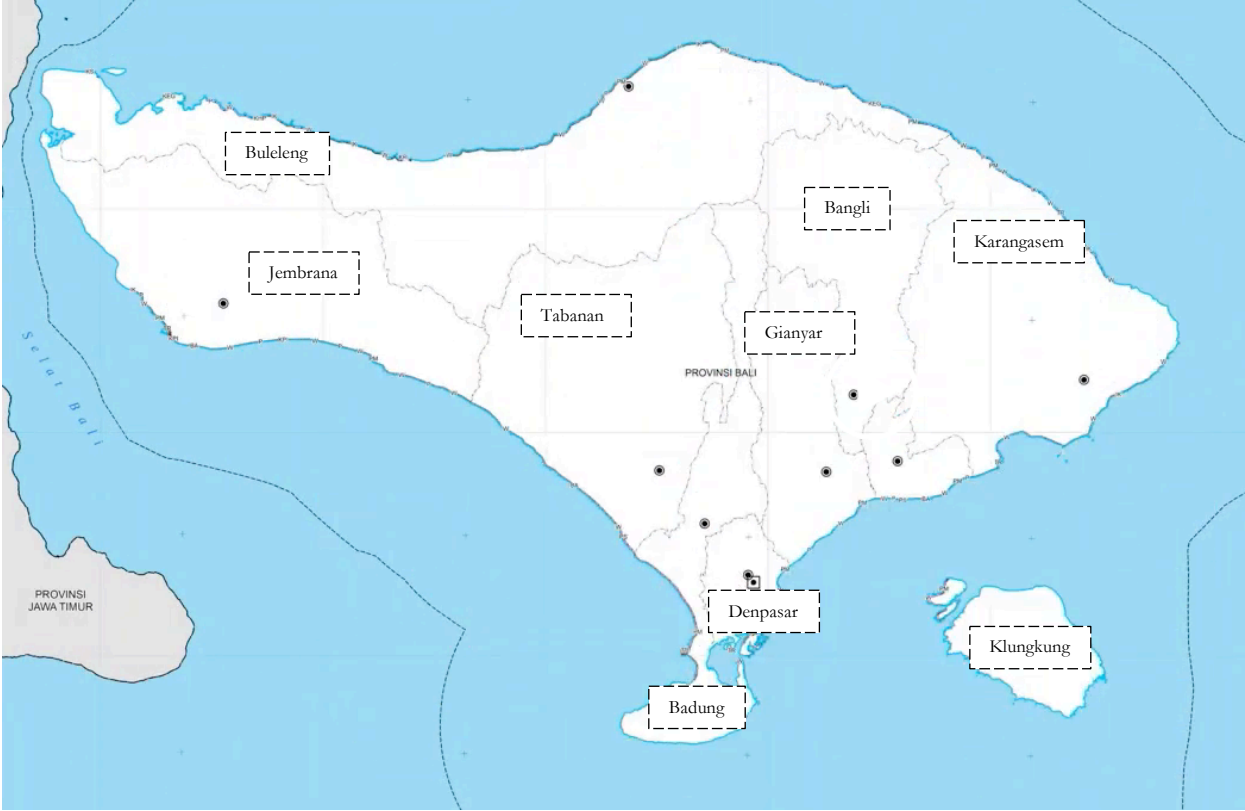 Buleleng
Bangli
Karangasem
Jembrana
Tabanan
Gianyar
PROVINSI BALI
Selat Bali
PROVINSI
JAWA TIMUR
Denpasar
Klungkung
Badung